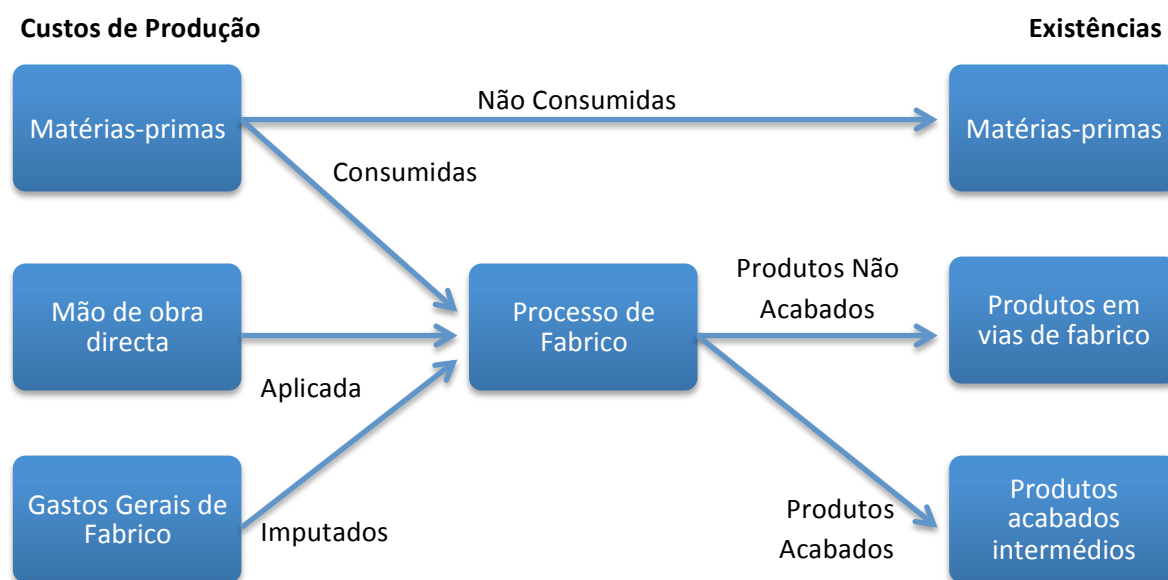 Custos de Produção
Existências
Matérias-primas
Não Consumidas
Matérias-primas
Consumidas
Mão de obra
directa
Aplicada
Processo de
Fabrico
Produtos Não
Acabados
Produtos em
vias de fabrico
Gastos Gerais de
Fabrico
Imputados
Produtos
Acabados
Produtos
acabados
intermédios